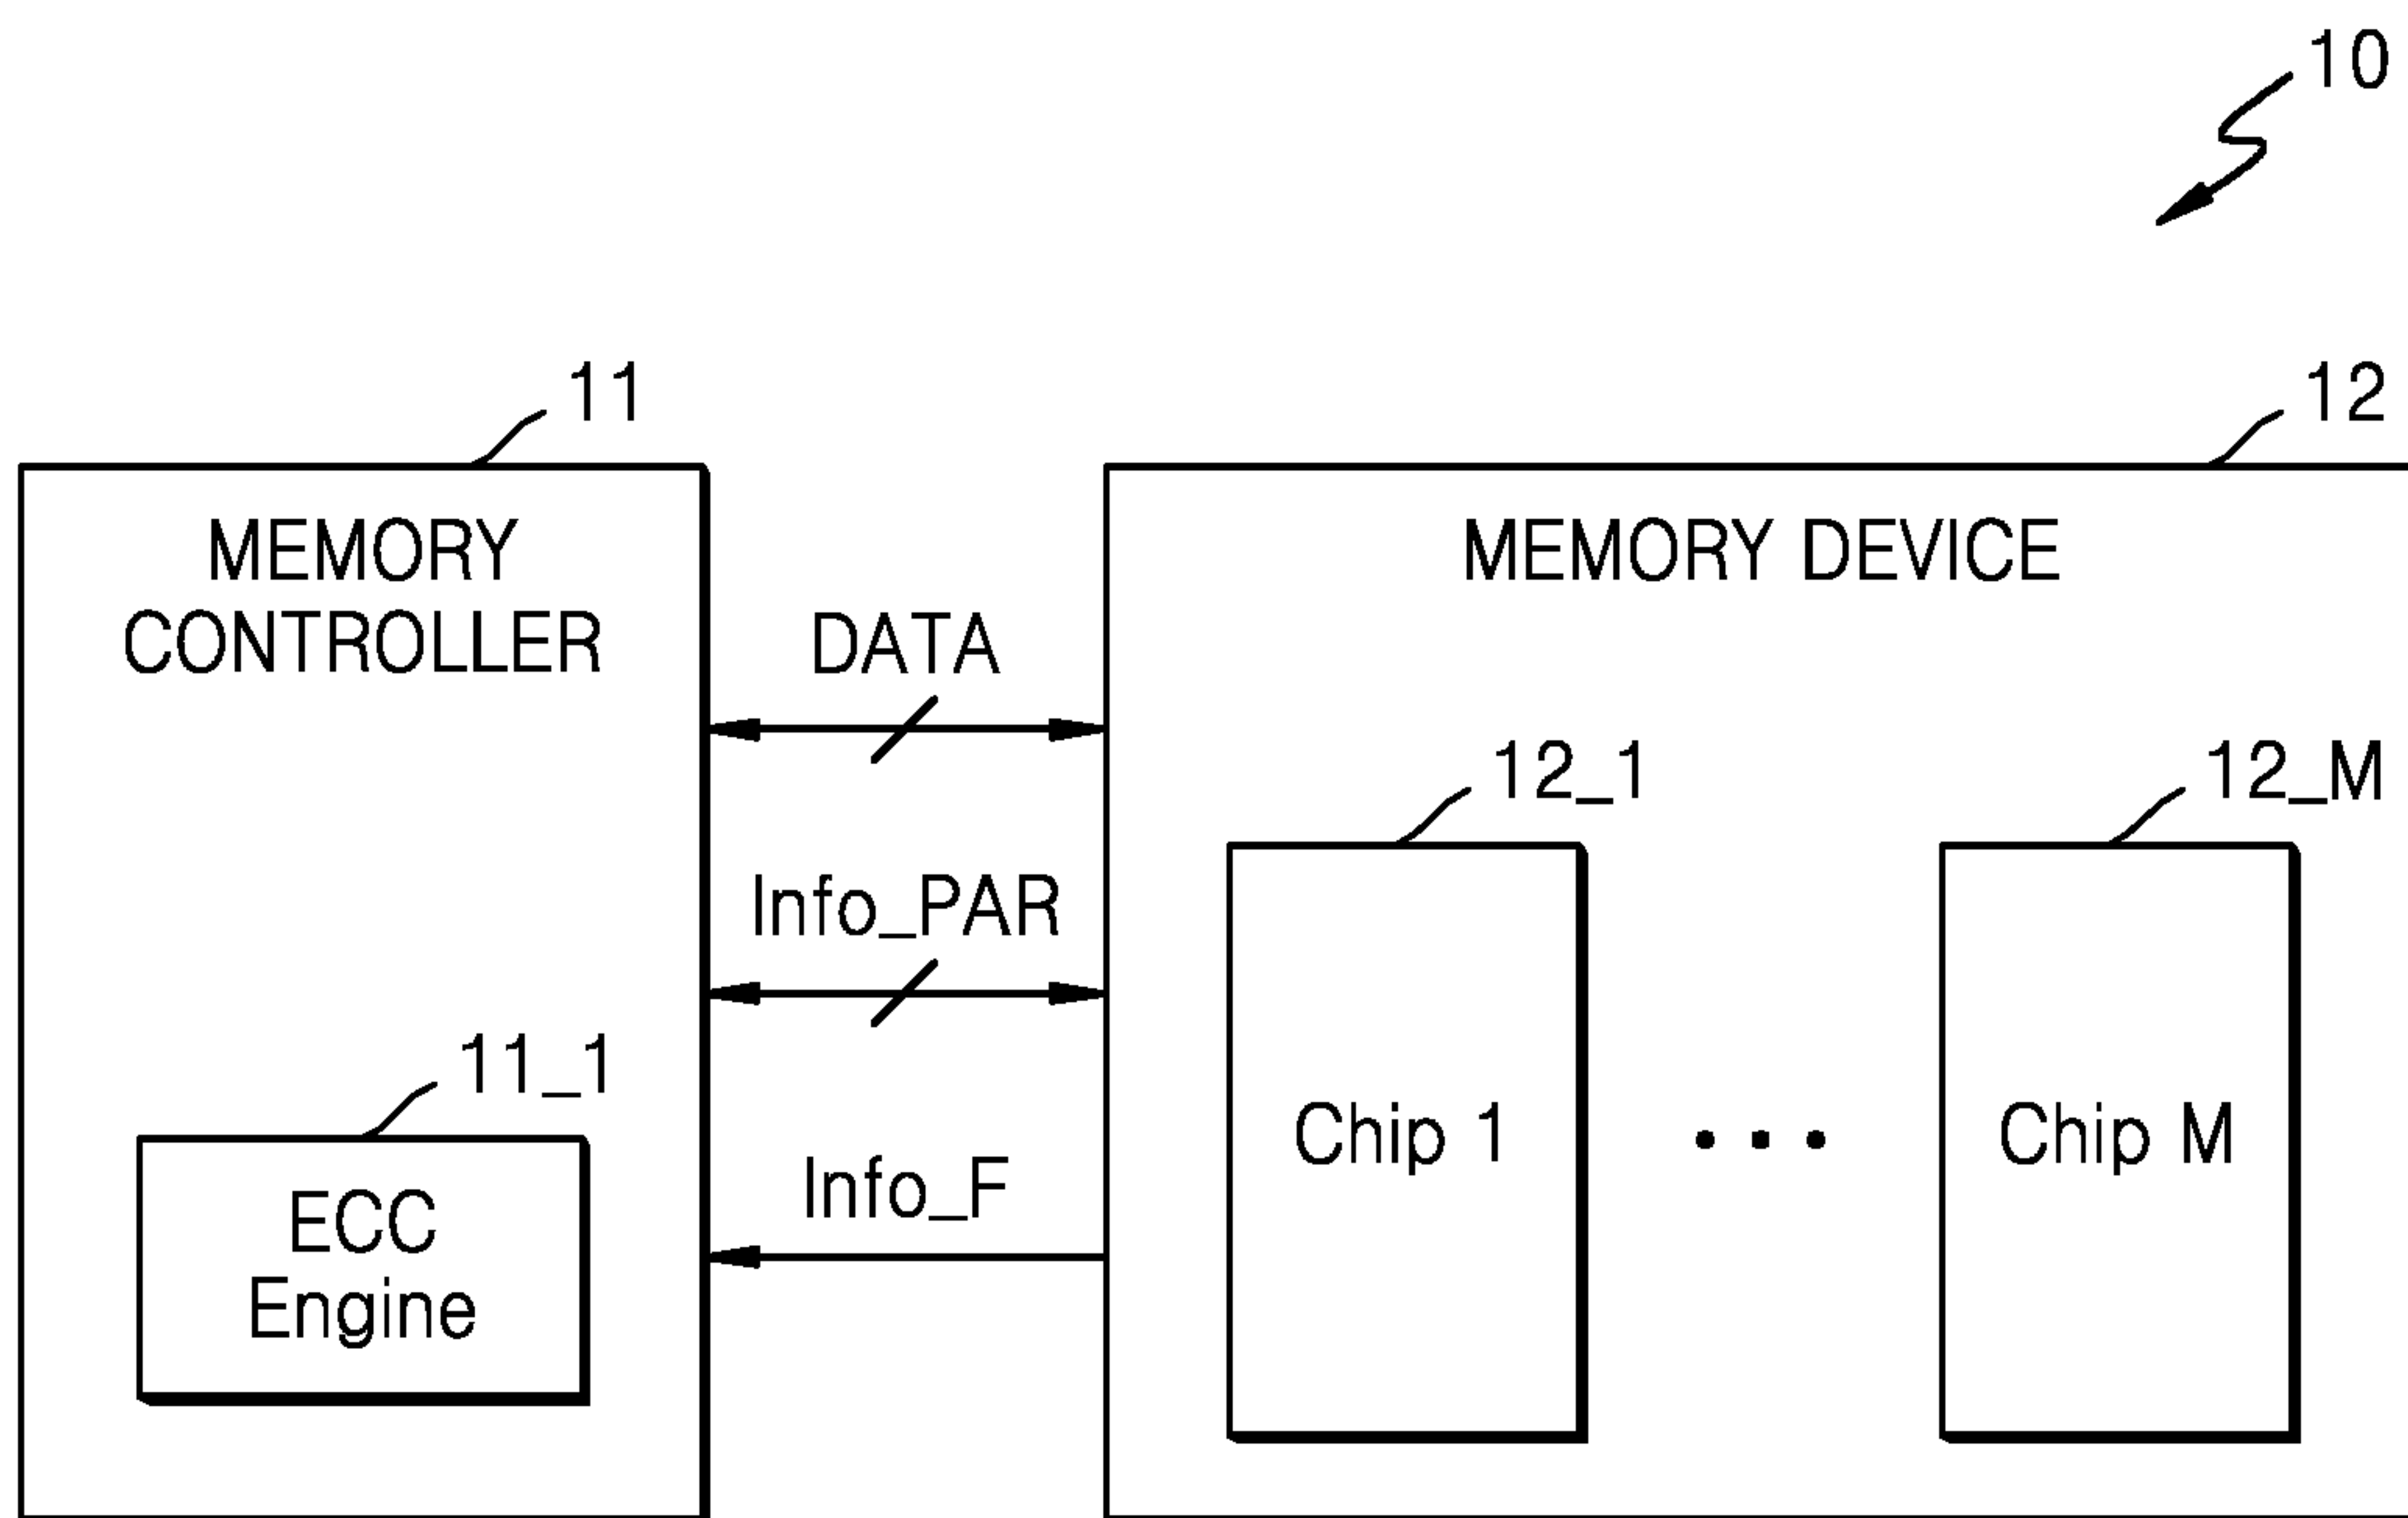 10
11
12
MEMORY
CONTROLLER
MEMORY DEVICE
DATA
12_1
12_M
Info_PAR
11_1
Chip 1
• • •
Chip M
Info_F
ECC
Engine